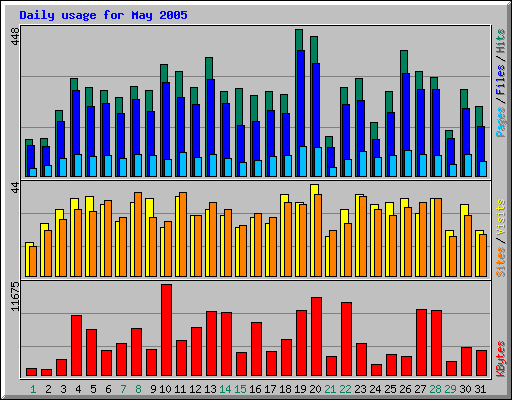 Daily usage for May 2005
448
Pages / Files / Hits
44
Sites / Visits
11675
KBytes
1 2 3 4 5 6 7 8 9 10 11 12 13 14 15 16 17 18 19 20 21 22 23 24 25 26 27 28 29 30 31